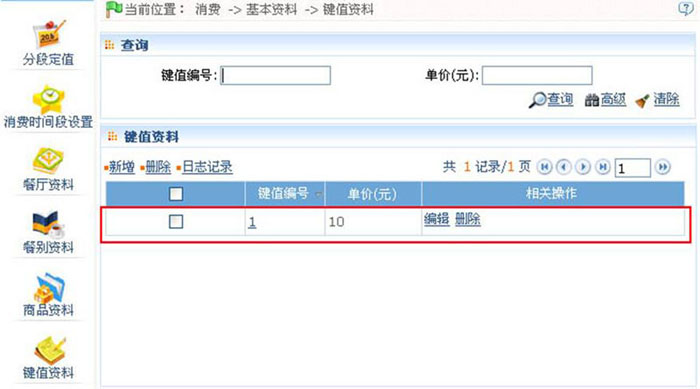 当前位置: 消费 -> 基本资料 -> 键值资料
分段定值
消费时间段设置
餐厅资料
餐别资料
商品资料
键值资料
查询
键值编号: 单价(元):
查询 高级 清除
键值资料
新增 删除 日志记录 共 1 记录/1 页 1
键值编号 单价(元) 相关操作
1 10 编辑 删除